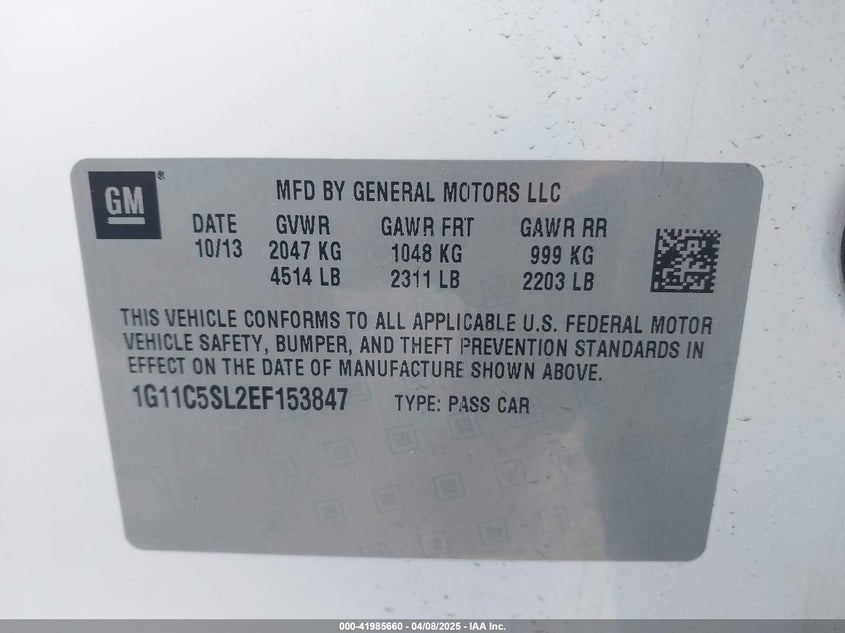 GM®
MFD BY GENERAL MOTORS LLC
DATE GVWR GAWR FRT GAWR RR
10/13 2047 KG 1048 KG 999 KG
4514 LB 2311 LB 2203 LB
THIS VEHICLE CONFORMS TO ALL APPLICABLE U.S. FEDERAL MOTOR
VEHICLE SAFETY, BUMPER, AND THEFT PREVENTION STANDARDS IN
EFFECT ON THE DATE OF MANUFACTURE SHOWN ABOVE.
1G11C5SL2EF153847 TYPE: PASS CAR
000-41985660 - 04/08/2025 - IAA Inc.